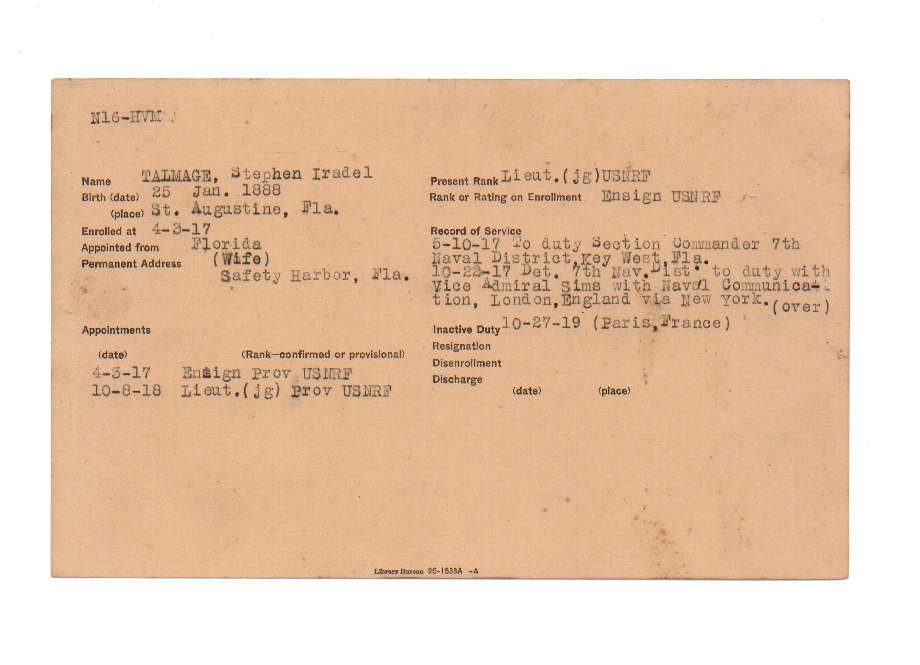 N16-HVM
Name TALMAGE, Stephen Iradel
Birth (date) 25 Jan. 1888
(place) St. Augustine, Fla.
Enrolled at 4-3-17
Appointed from Florida
Permanent Address (Wife)
Safety Harbor, Fla.
Appointments
(date) (Rank—confirmed or provisional)
4-3-17 Ensign Prov USNRF
10-8-18 Lieut.(jg) Prov USNRF
Present Rank Lieut.(jg)USNRF
Rank or Rating on Enrollment Ensign USNRF
Record of Service
5-10-17 To duty Section Commander 7th
Naval District,Key West,Fla.
10-22-17 Det. 7th Nav.Dist. to duty with
Vice Admiral Sims with Naval Communica-
tion, London,England via New York.(over)
Inactive Duty 10-27-19 (Paris,France)
Resignation
Disenrollment
Discharge
(date) (place)
Library Bureau 26-1533A -A